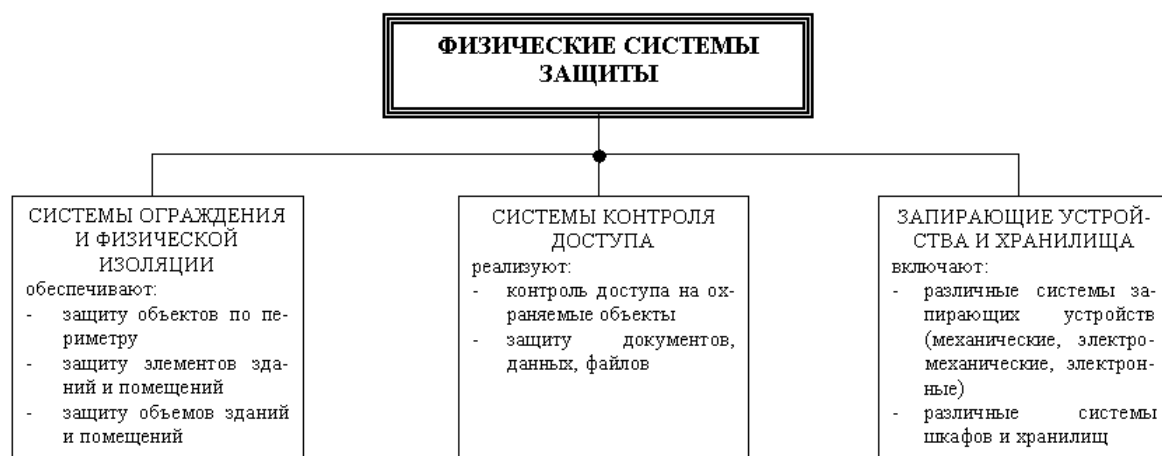 ФИЗИЧЕСКИЕ СИСТЕМЫ
ЗАЩИТЫ
СИСТЕМЫ ОГРАЖДЕНИЯ
И ФИЗИЧЕСКОЙ
ИЗОЛЯЦИИ
обеспечивают:
- защиту объектов по пе-
риметру
- защиту элементов зда-
ний и помещений
- защиту объемов зданий
и помещений
СИСТЕМЫ КОНТРОЛЯ
ДОСТУПА
реализуют:
- контроль доступа на ох-
раняемые объекты
- защиту документов,
данных, файлов
ЗАПИРАЮЩИЕ УСТРОЙ-
СТВА И ХРАНИЛИЩА
включают:
- различные системы за-
пирающих устройств
(механические, электро-
механические, электрон-
ные)
- различные системы
шкафов и хранилищ